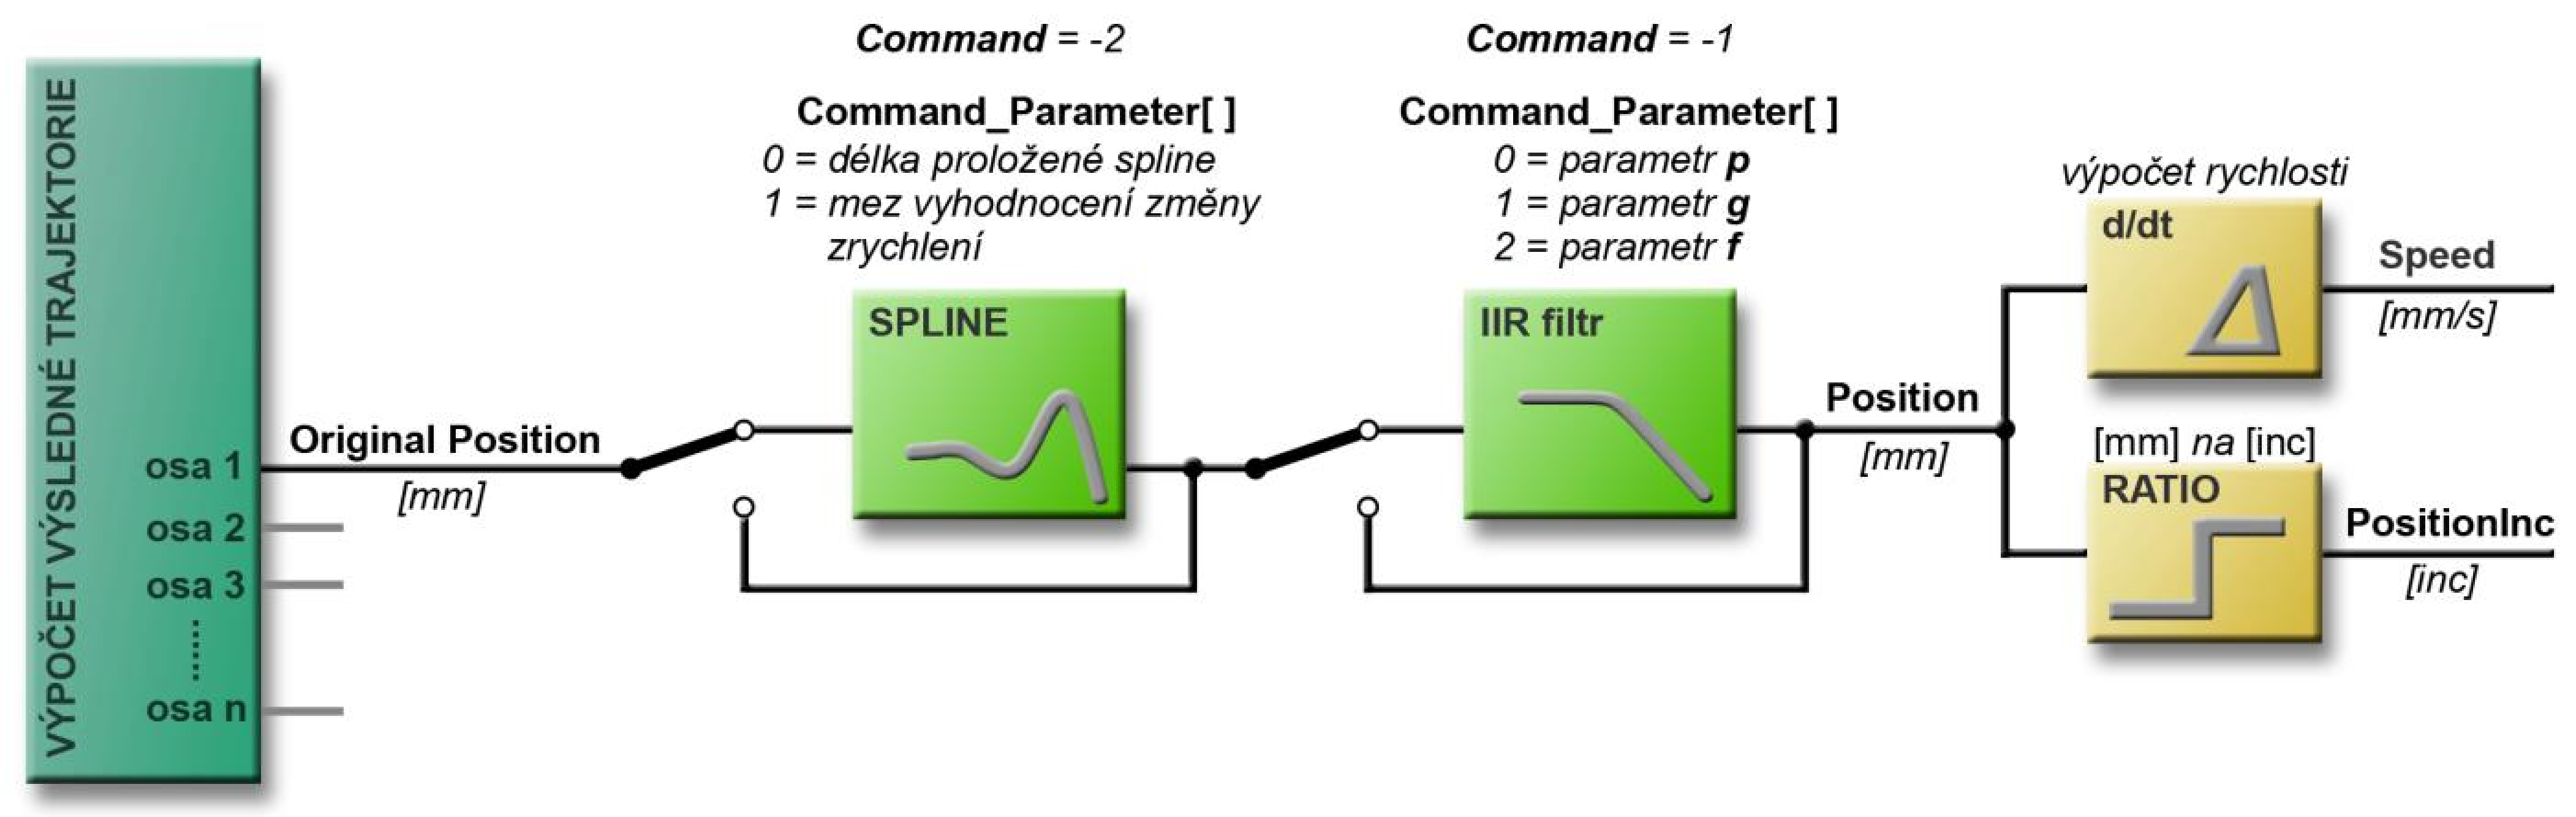 VÝPOČET VÝSLEDNÉ TRAJEKTORIE
osa 1
osa 2
osa 3
osa n
Original Position
[mm]
Command = -2
Command_Parameter[ ]
0 = délka proložené spline
1 = mez vyhodnocení změny
zrychlení
SPLINE
Command = -1
Command_Parameter[ ]
0 = parametr p
1 = parametr g
2 = parametr f
IIR filtr
Position
[mm]
výpočet rychlosti
d/dt
Speed
[mm/s]
[mm] na [inc]
RATIO
PositionInc
[inc]